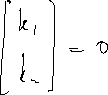 [ k₁
k₂ ] = 0